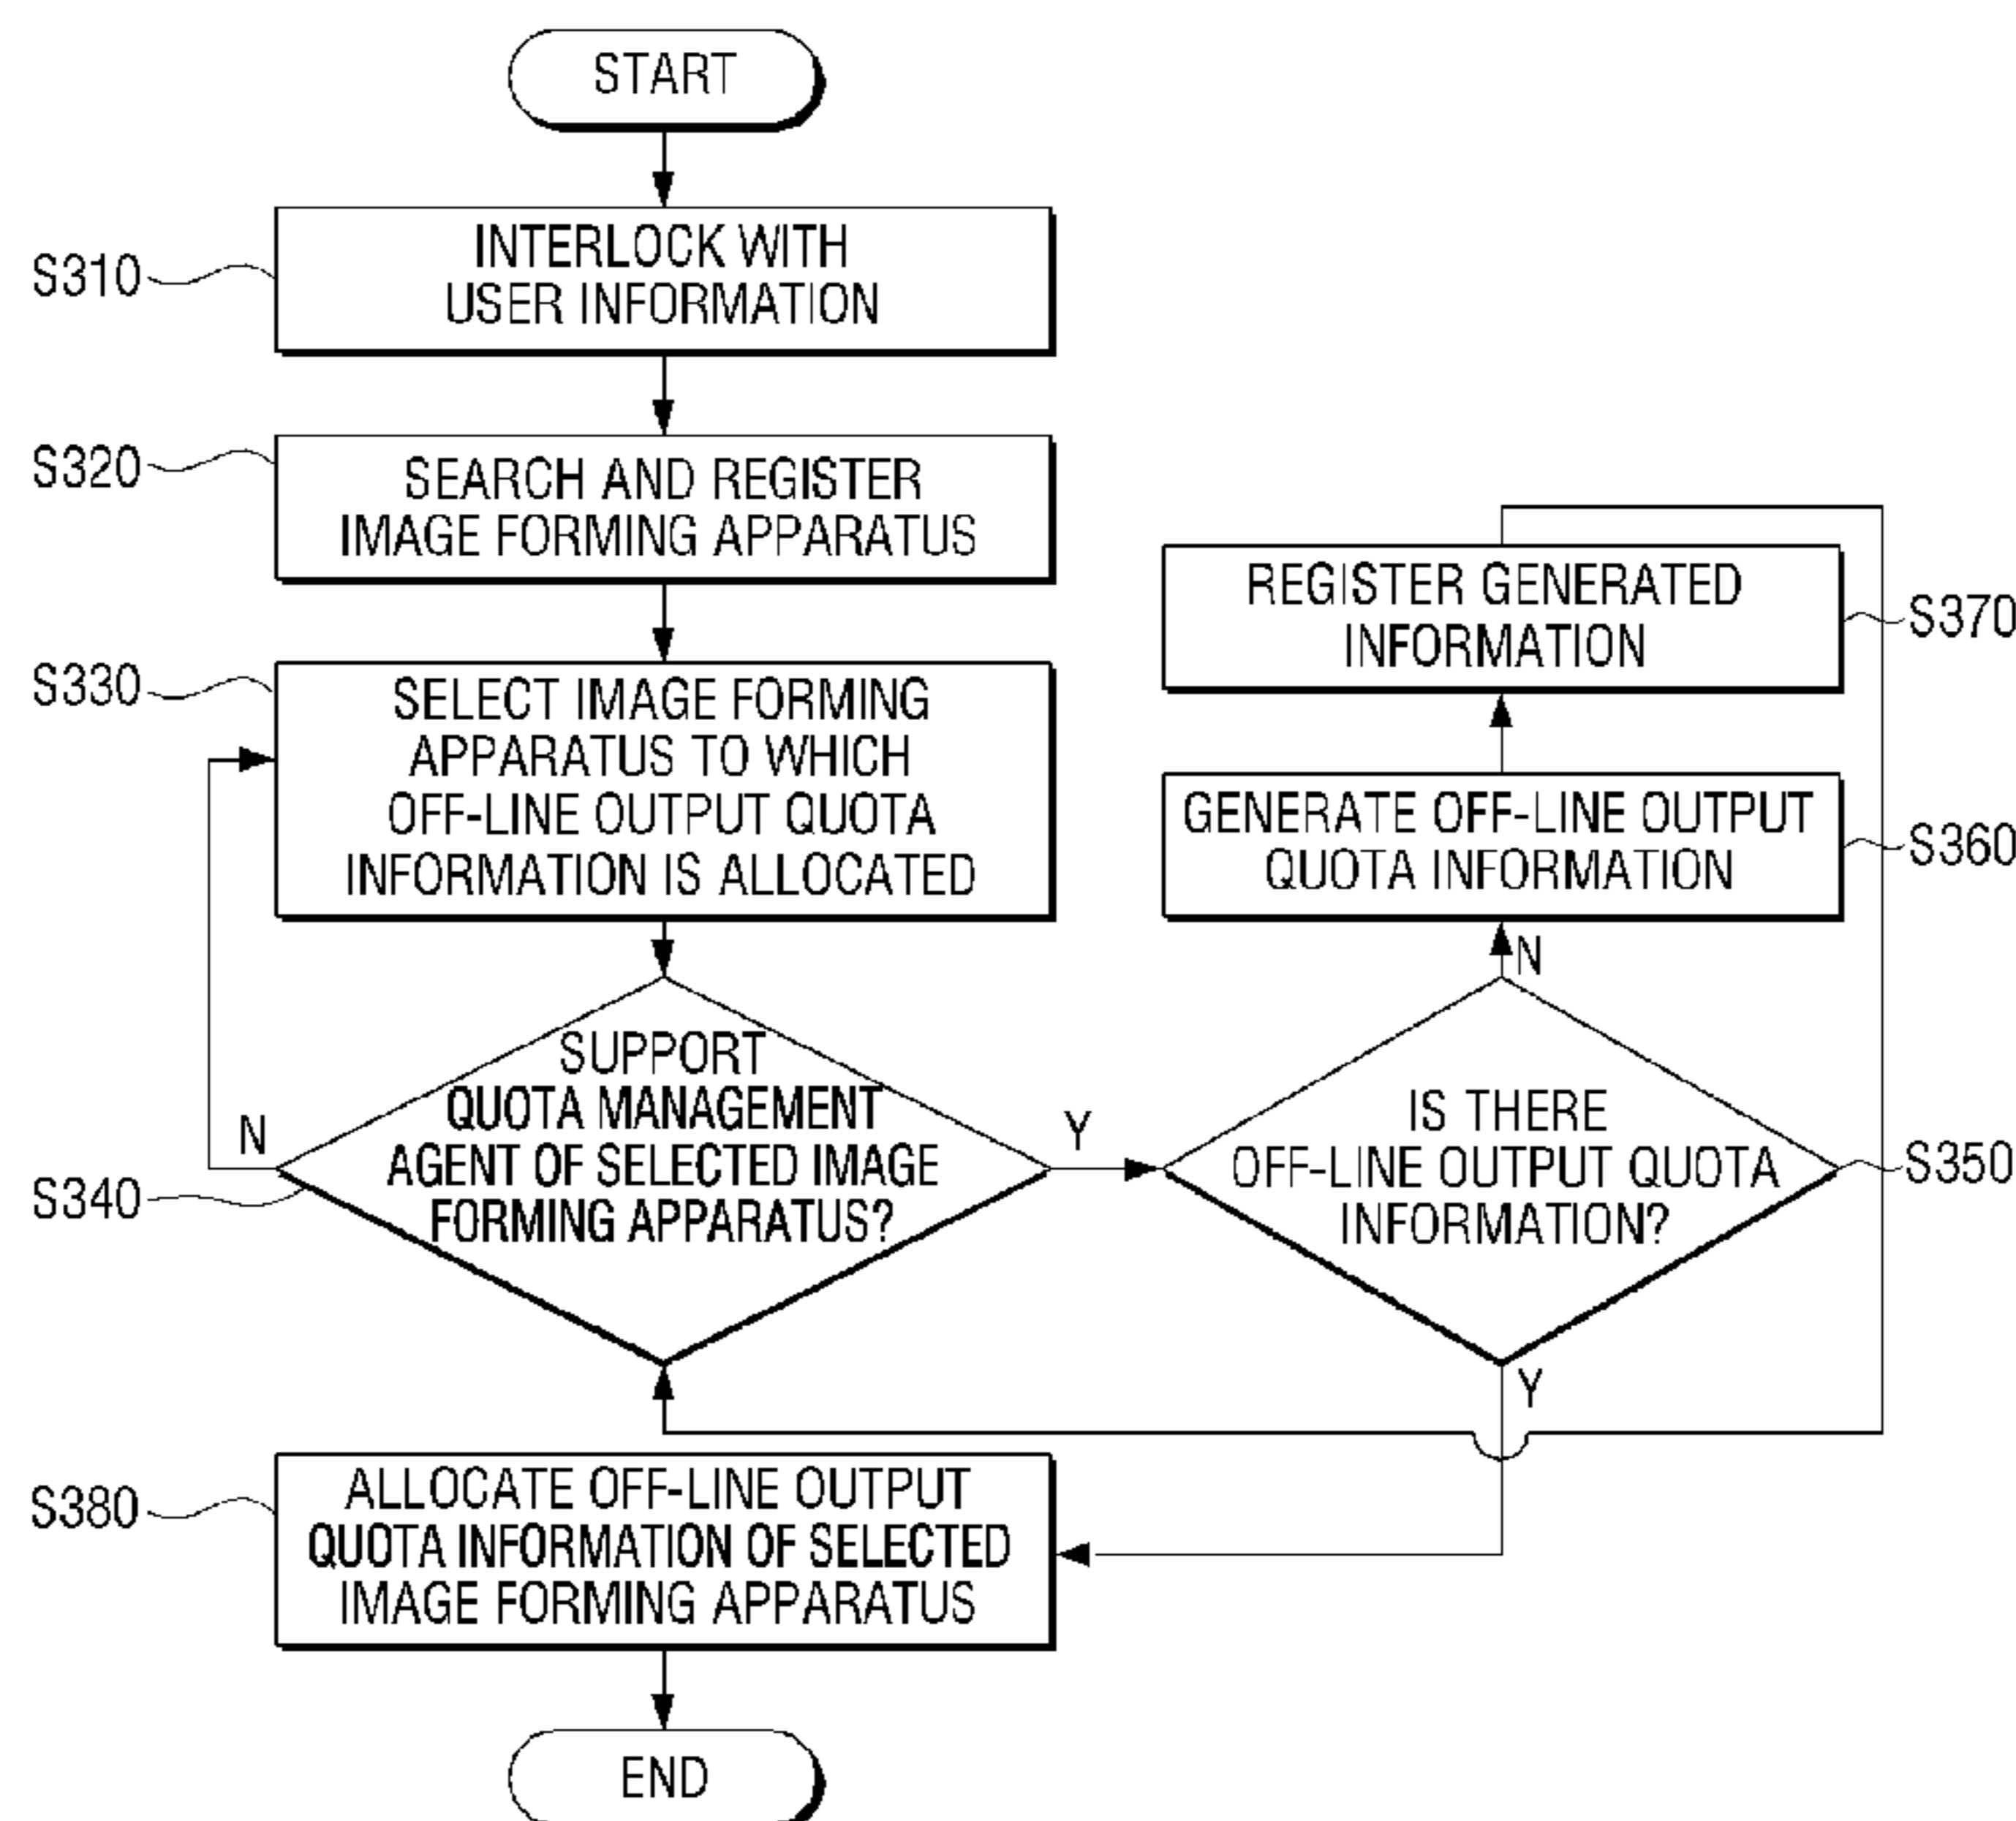 START
S310
INTERLOCK WITH
USER INFORMATION
S320
SEARCH AND REGISTER
IMAGE FORMING APPARATUS
S330
SELECT IMAGE FORMING
APPARATUS TO WHICH
OFF-LINE OUTPUT QUOTA
INFORMATION IS ALLOCATED
REGISTER GENERATED
INFORMATION
S370
GENERATE OFF-LINE OUTPUT
QUOTA INFORMATION
S360
N
S340
SUPPORT
QUOTA MANAGEMENT
AGENT OF SELECTED IMAGE
FORMING APPARATUS?
Y
N
IS THERE
OFF-LINE OUTPUT QUOTA
INFORMATION?
S350
Y
S380
ALLOCATE OFF-LINE OUTPUT
QUOTA INFORMATION OF SELECTED
IMAGE FORMING APPARATUS
END